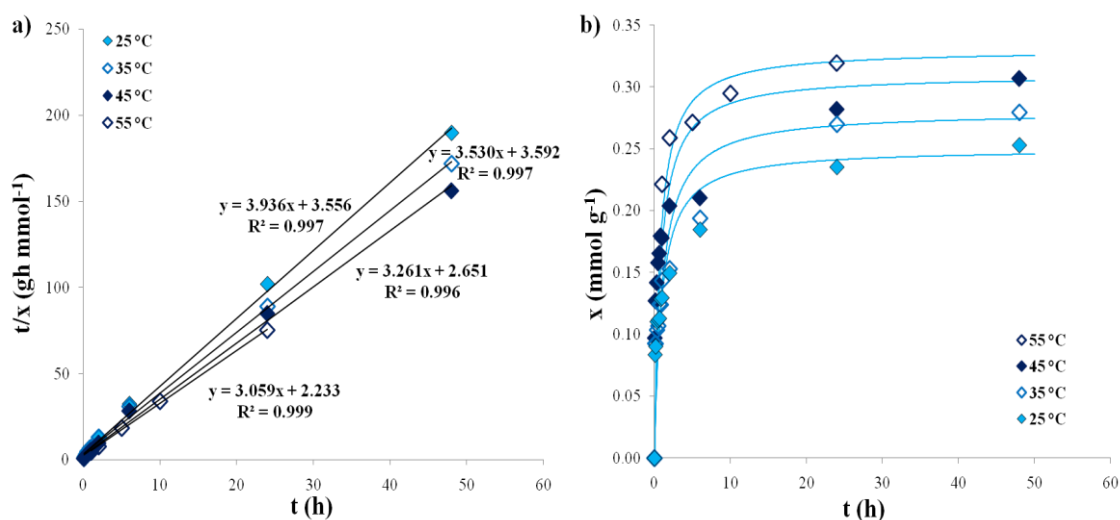 a)
25 °C
35 °C
45 °C
55 °C
250
200
150
100
50
0
0 10 20 30 40 50 60
t/x (gh mmol⁻¹)
t (h)
y = 3.530x + 3.592
R² = 0.997
y = 3.936x + 3.556
R² = 0.997
y = 3.261x + 2.651
R² = 0.996
y = 3.059x + 2.233
R² = 0.999
b)
0.35
0.30
0.25
0.20
0.15
0.10
0.05
0.00
0 10 20 30 40 50 60
x (mmol g⁻¹)
t (h)
55 °C
45 °C
35 °C
25 °C